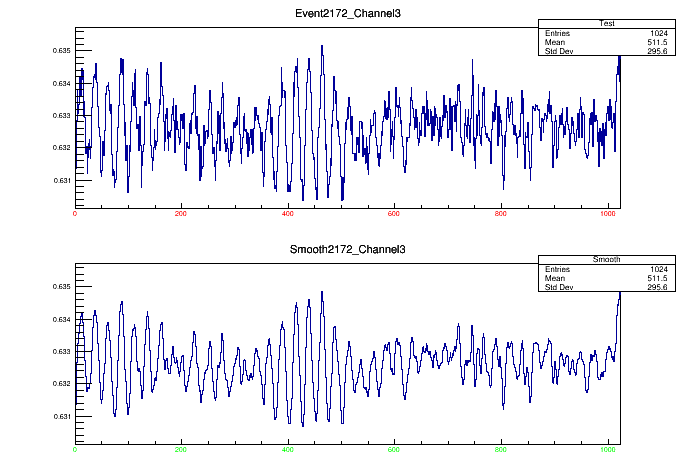 Event2172_Channel3
Test
Entries 1024
Mean 511.5
Std Dev 295.6
0.635
0.634
0.633
0.632
0.631
0 200 400 600 800 1000
Smooth2172_Channel3
Smooth
Entries 1024
Mean 511.5
Std Dev 295.6
0.635
0.634
0.633
0.632
0.631
0 200 400 600 800 1000